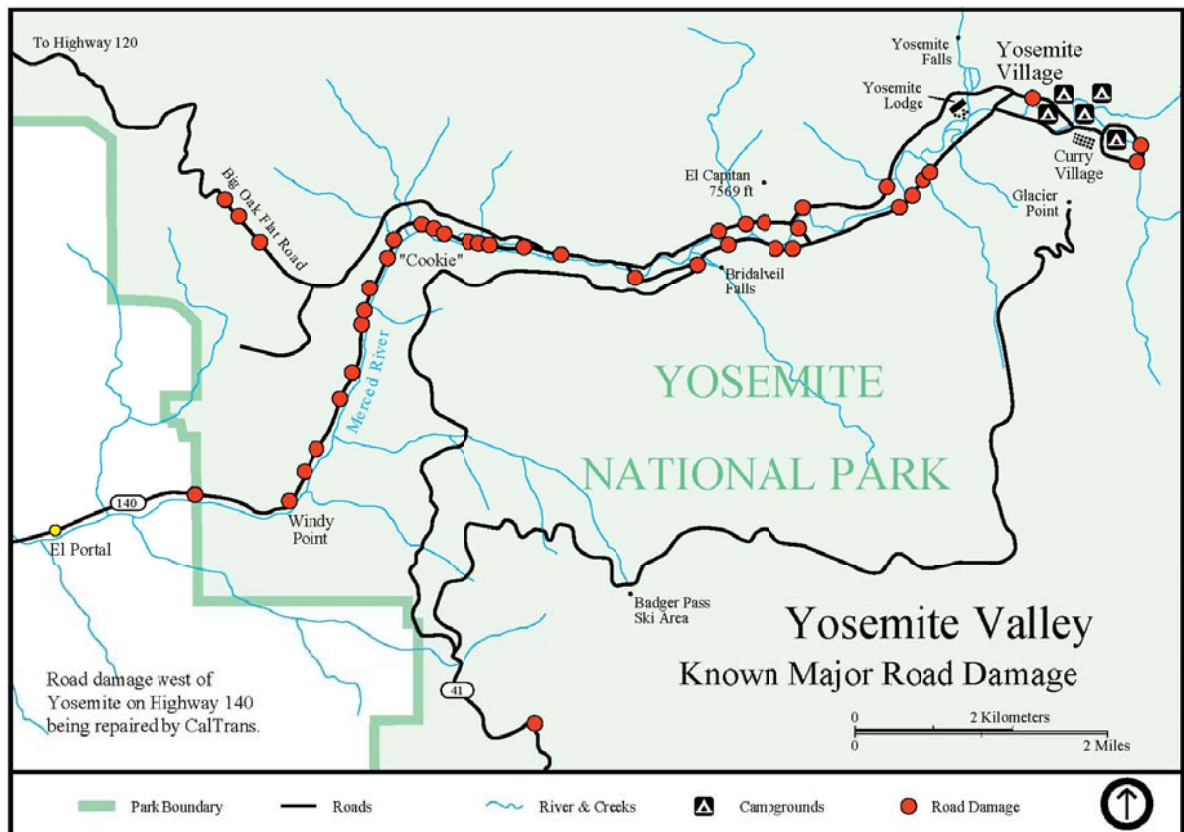 To Highway 120
Yosemite
Falls
Yosemite
Village
Yosemite
Lodge
El Capitan
7569 ft
Curry
Village
Glacier
Point
Big Oak Flat Road
"Cookie"
Bridalveil
Falls
Merced River
YOSEMITE
NATIONAL PARK
140
El Portal
Windy
Point
Badger Pass
Ski Area
Yosemite Valley
Known Major Road Damage
Road damage west of
Yosemite on Highway 140
being repaired by CalTrans.
41
0 2 Kilometers
0 2 Miles
Park Boundary Roads River & Creeks Campgrounds Road Damage